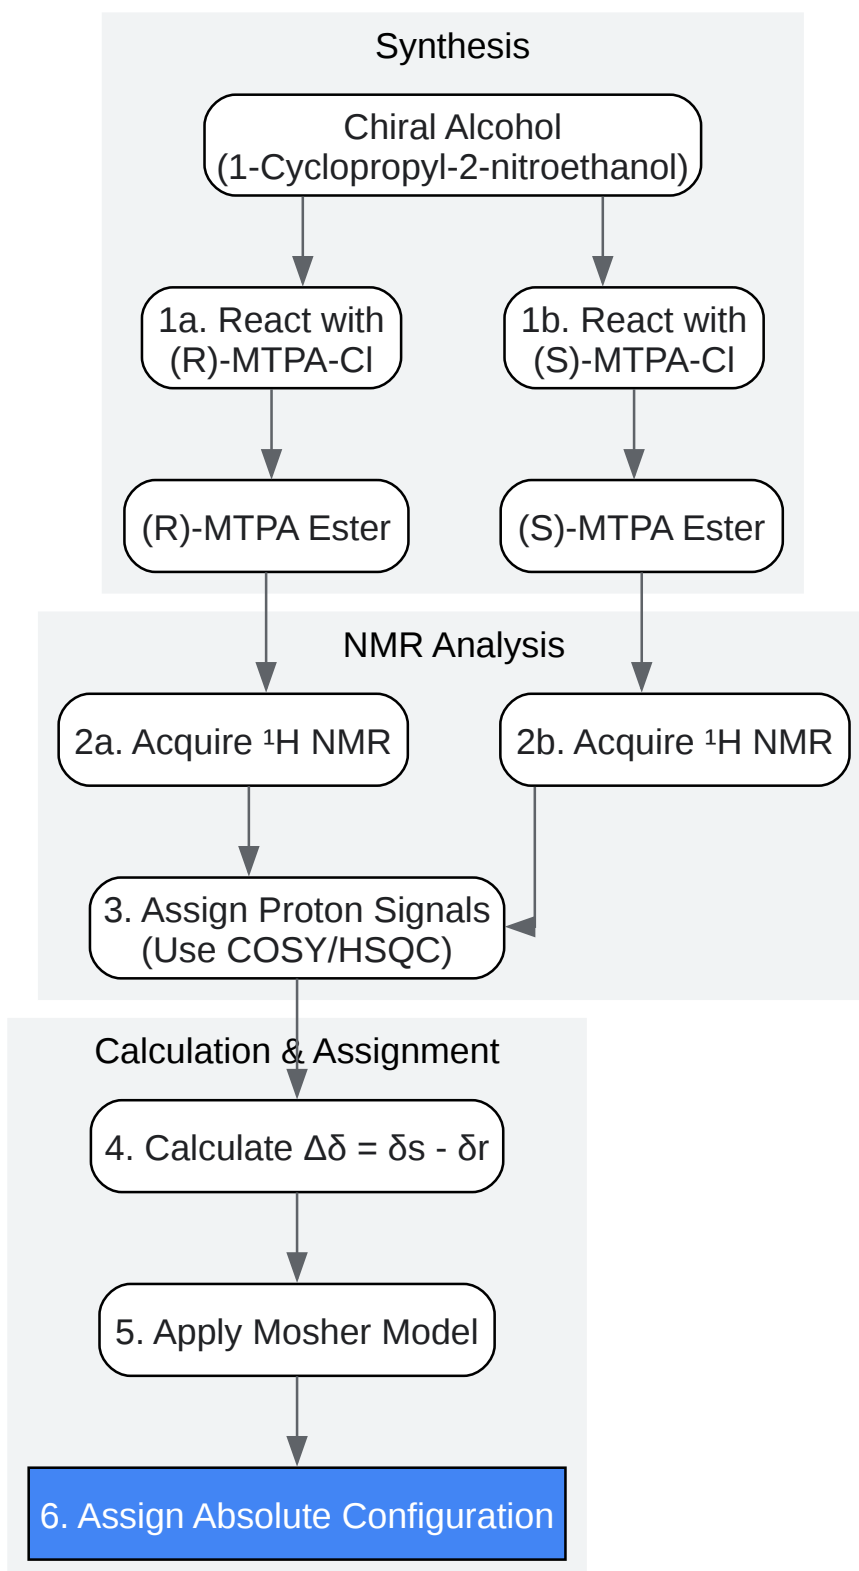 Synthesis
Chiral Alcohol
(1-Cyclopropyl-2-nitroethanol)
1a. React with
(R)-MTPA-Cl
1b. React with
(S)-MTPA-Cl
(R)-MTPA Ester
(S)-MTPA Ester
NMR Analysis
2a. Acquire ¹H NMR
2b. Acquire ¹H NMR
3. Assign Proton Signals
(Use COSY/HSQC)
Calculation & Assignment
4. Calculate Δδ = δs - δr
5. Apply Mosher Model
6. Assign Absolute Configuration